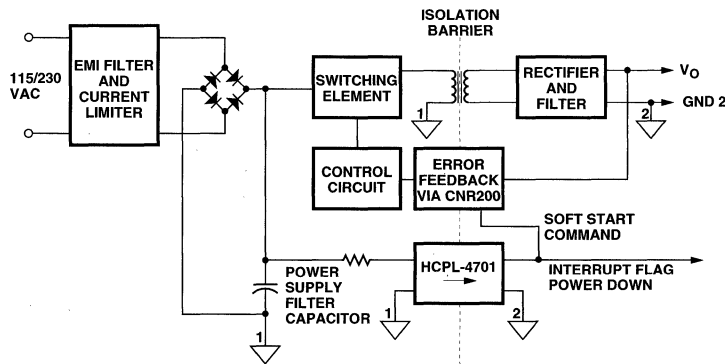 ISOLATION
BARRIER
EMI FILTER
AND
CURRENT
LIMITER
115/230
VAC
SWITCHING
ELEMENT
1
RECTIFIER
AND
FILTER
VO
GND 2
2
CONTROL
CIRCUIT
ERROR
FEEDBACK
VIA CNR200
SOFT START
COMMAND
POWER
SUPPLY
FILTER
CAPACITOR
HCPL-4701
INTERRUPT FLAG
POWER DOWN
1
1
2